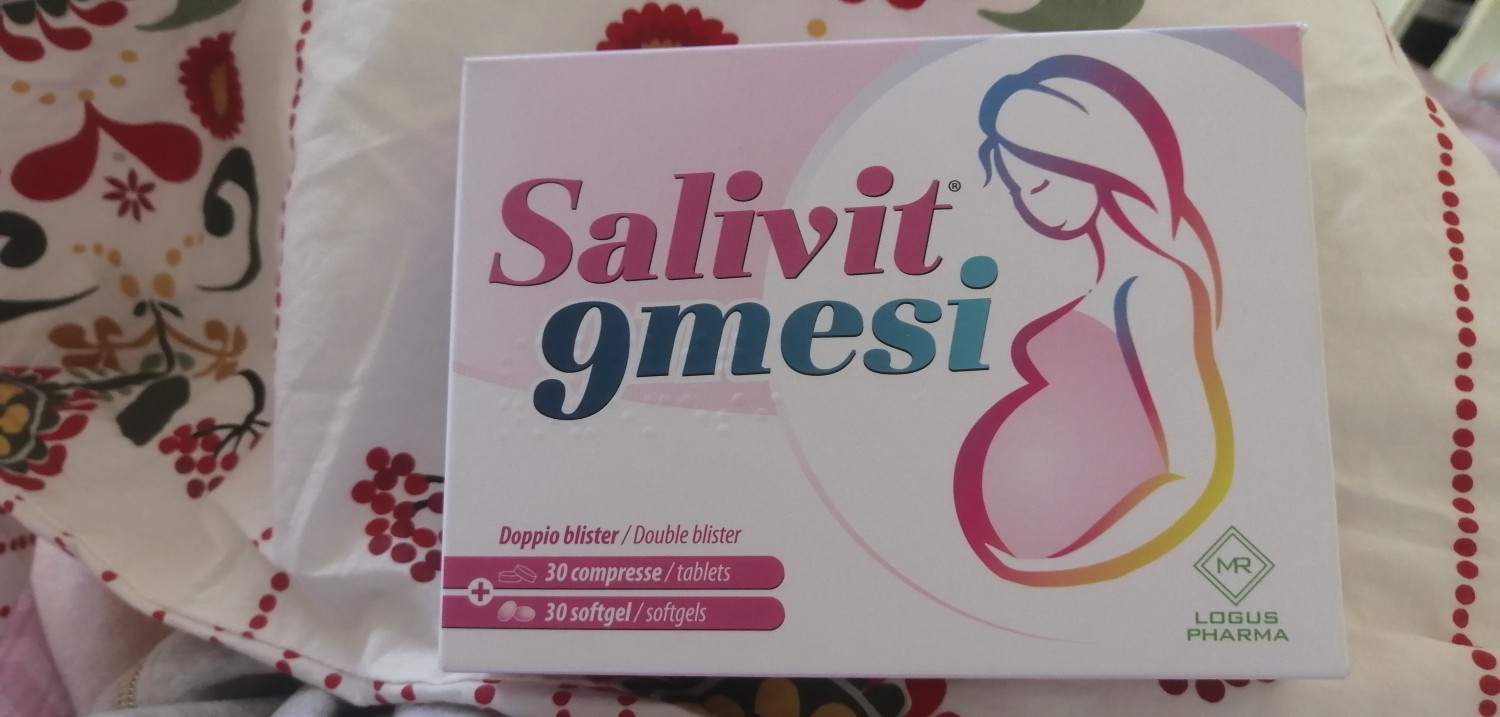 Salivit®
9mesi
Doppio blister / Double blister
30 compresse / tablets
+
30 softgel / softgels
MR
LOGUS
PHARMA